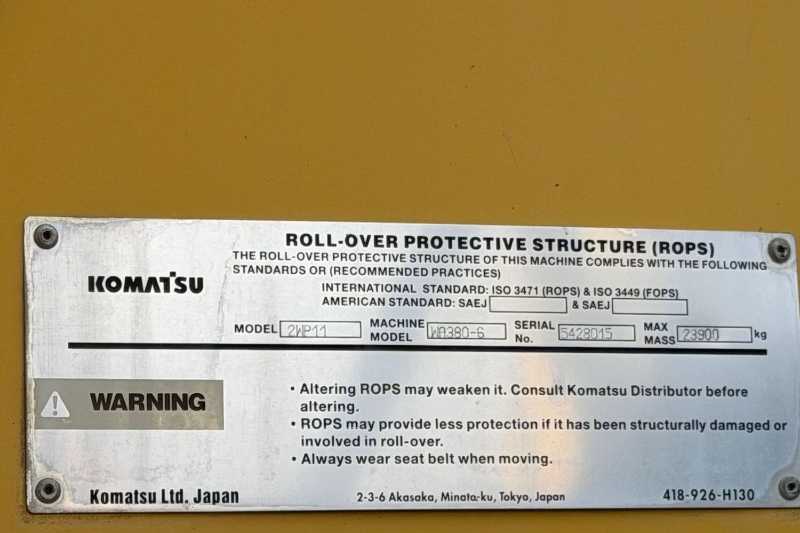 ROLL-OVER PROTECTIVE STRUCTURE (ROPS)
THE ROLL-OVER PROTECTIVE STRUCTURE OF THIS MACHINE COMPLIES WITH THE FOLLOWING
STANDARDS OR (RECOMMENDED PRACTICES)
KOMATSU
INTERNATIONAL STANDARD: ISO 3471 (ROPS) & ISO 3449 (FOPS)
AMERICAN STANDARD: SAEJ & SAEJ
MODEL 2WP11 MACHINE MODEL WA380-6 SERIAL No. 5428015 MAX MASS 23900 kg
WARNING
• Altering ROPS may weaken it. Consult Komatsu Distributor before
altering.
• ROPS may provide less protection if it has been structurally damaged or
involved in roll-over.
• Always wear seat belt when moving.
Komatsu Ltd. Japan 2-3-6 Akasaka, Minata-ku, Tokyo, Japan 418-926-H130